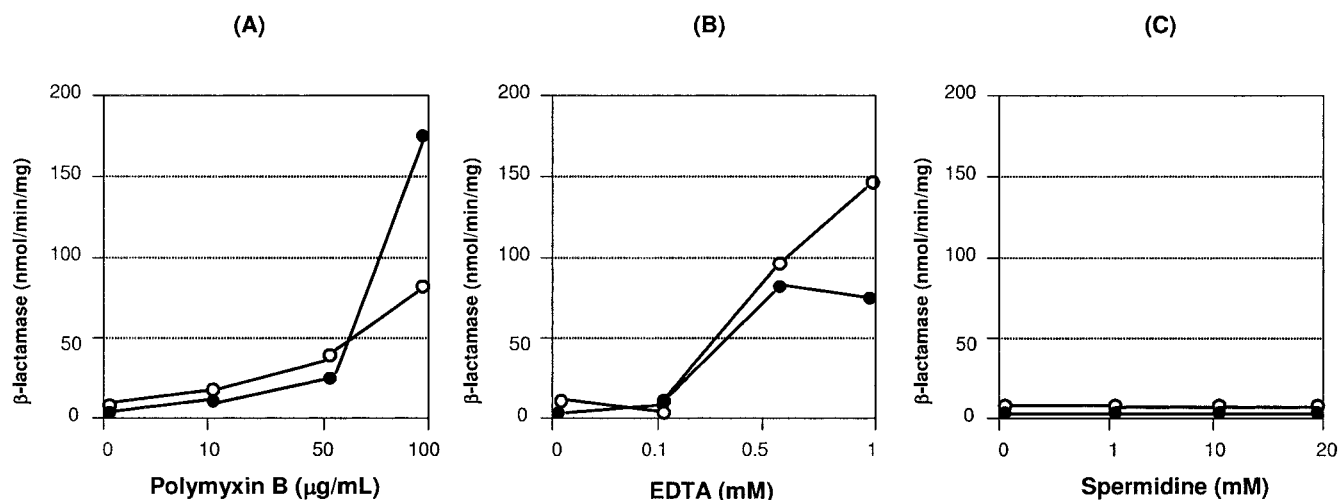 (A)
(B)
(C)
β-lactamase (nmol/min/mg)
200
150
100
50
0
0 10 50 100
Polymyxin B (μg/mL)
β-lactamase (nmol/min/mg)
200
150
100
50
0
0 0.1 0.5 1
EDTA (mM)
β-lactamase (nmol/min/mg)
200
150
100
50
0
0 1 10 20
Spermidine (mM)